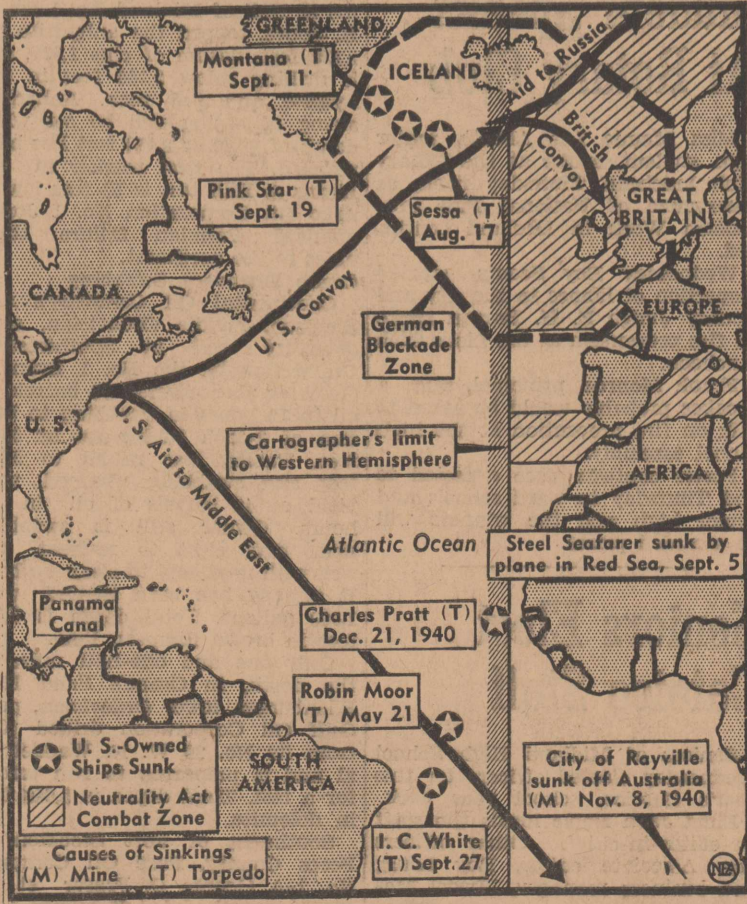 GREENLAND
Montana (T)
Sept. 11
ICELAND
Aid to Russia
British
Convoy
Pink Star (T)
Sept. 19
Sessa (T)
Aug. 17
GREAT
BRITAIN
CANADA
U. S. Convoy
German
Blockade
Zone
EUROPE
U. S.
U. S. Aid to Middle East
Cartographer's limit
to Western Hemisphere
AFRICA
Atlantic Ocean
Steel Seafarer sunk by
plane in Red Sea, Sept. 5
Panama
Canal
Charles Pratt (T)
Dec. 21, 1940
Robin Moor
(T) May 21
U. S.-Owned
Ships Sunk
Neutrality Act
Combat Zone
SOUTH
AMERICA
City of Rayville
sunk off Australia
(M) Nov. 8, 1940
I. C. White
(T) Sept. 27
Causes of Sinkings
(M) Mine (T) Torpedo
NEA